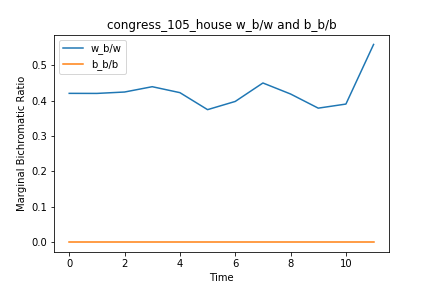 congress_105_house w_b/w and b_b/b
w_b/w
b_b/b
Marginal Bichromatic Ratio
0.5
0.4
0.3
0.2
0.1
0.0
0 2 4 6 8 10
Time